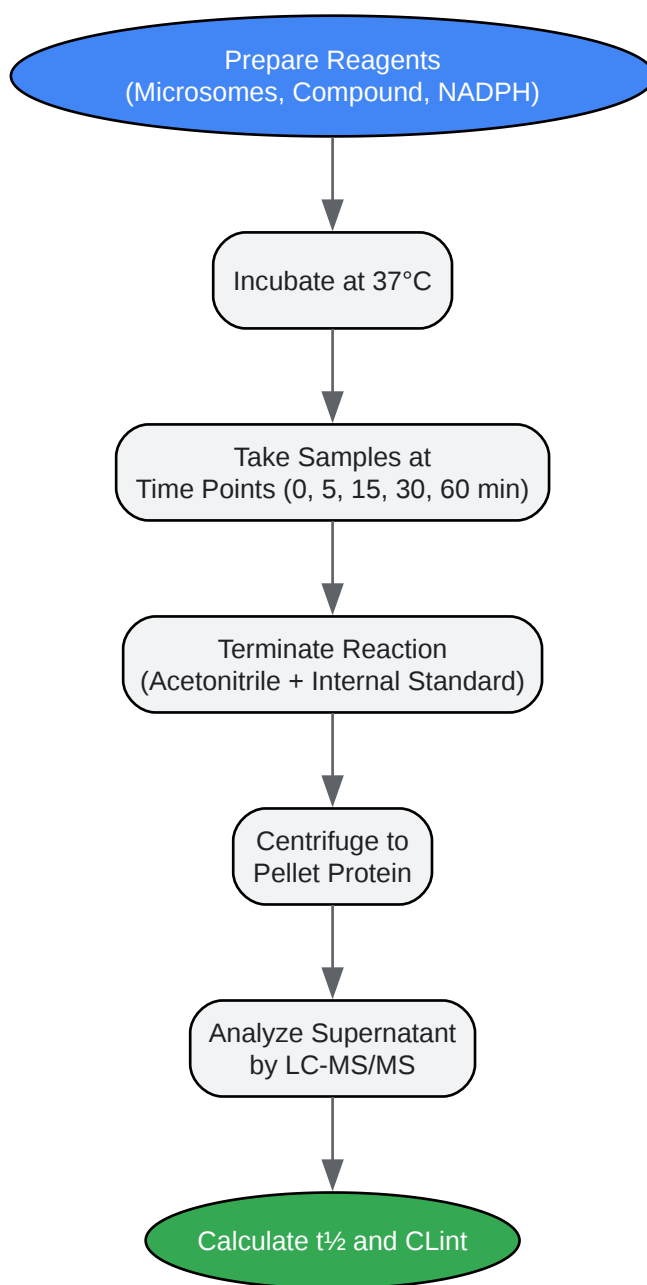 Prepare Reagents
(Microsomes, Compound, NADPH)
Incubate at 37°C
Take Samples at
Time Points (0, 5, 15, 30, 60 min)
Terminate Reaction
(Acetonitrile + Internal Standard)
Centrifuge to
Pellet Protein
Analyze Supernatant
by LC-MS/MS
Calculate t½ and CLint